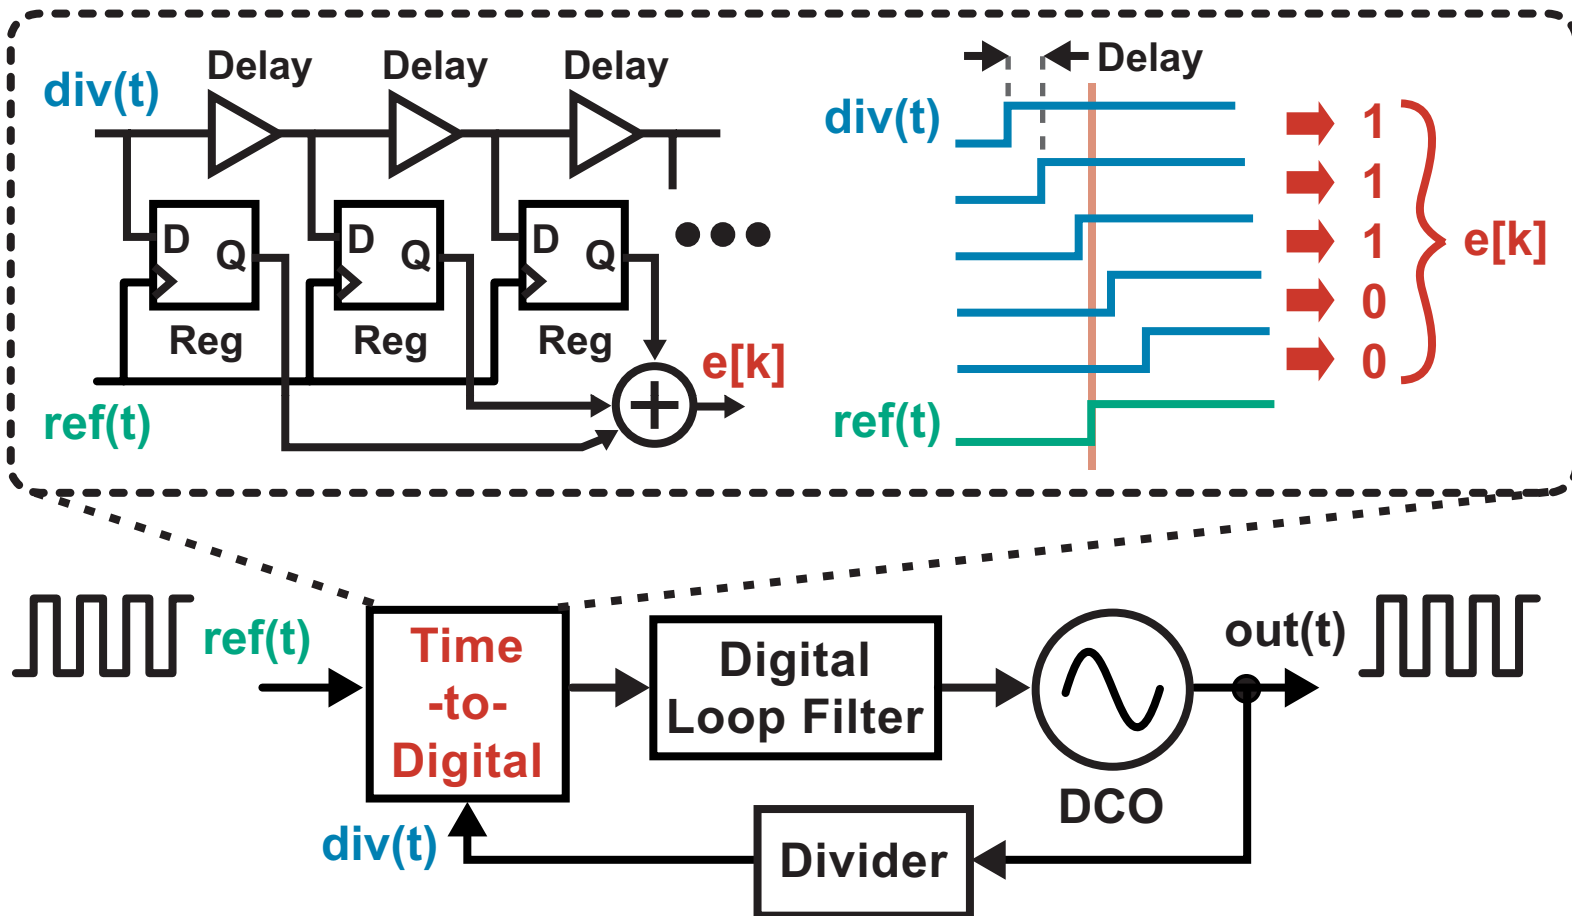 Delay Delay Delay
div(t)
D Q D Q D Q
Reg Reg Reg
e[k]
ref(t)
Delay
div(t)
1
1
1
0
0
e[k]
ref(t)
ref(t)
Time
-to-
Digital
Digital
Loop Filter
DCO
out(t)
div(t)
Divider